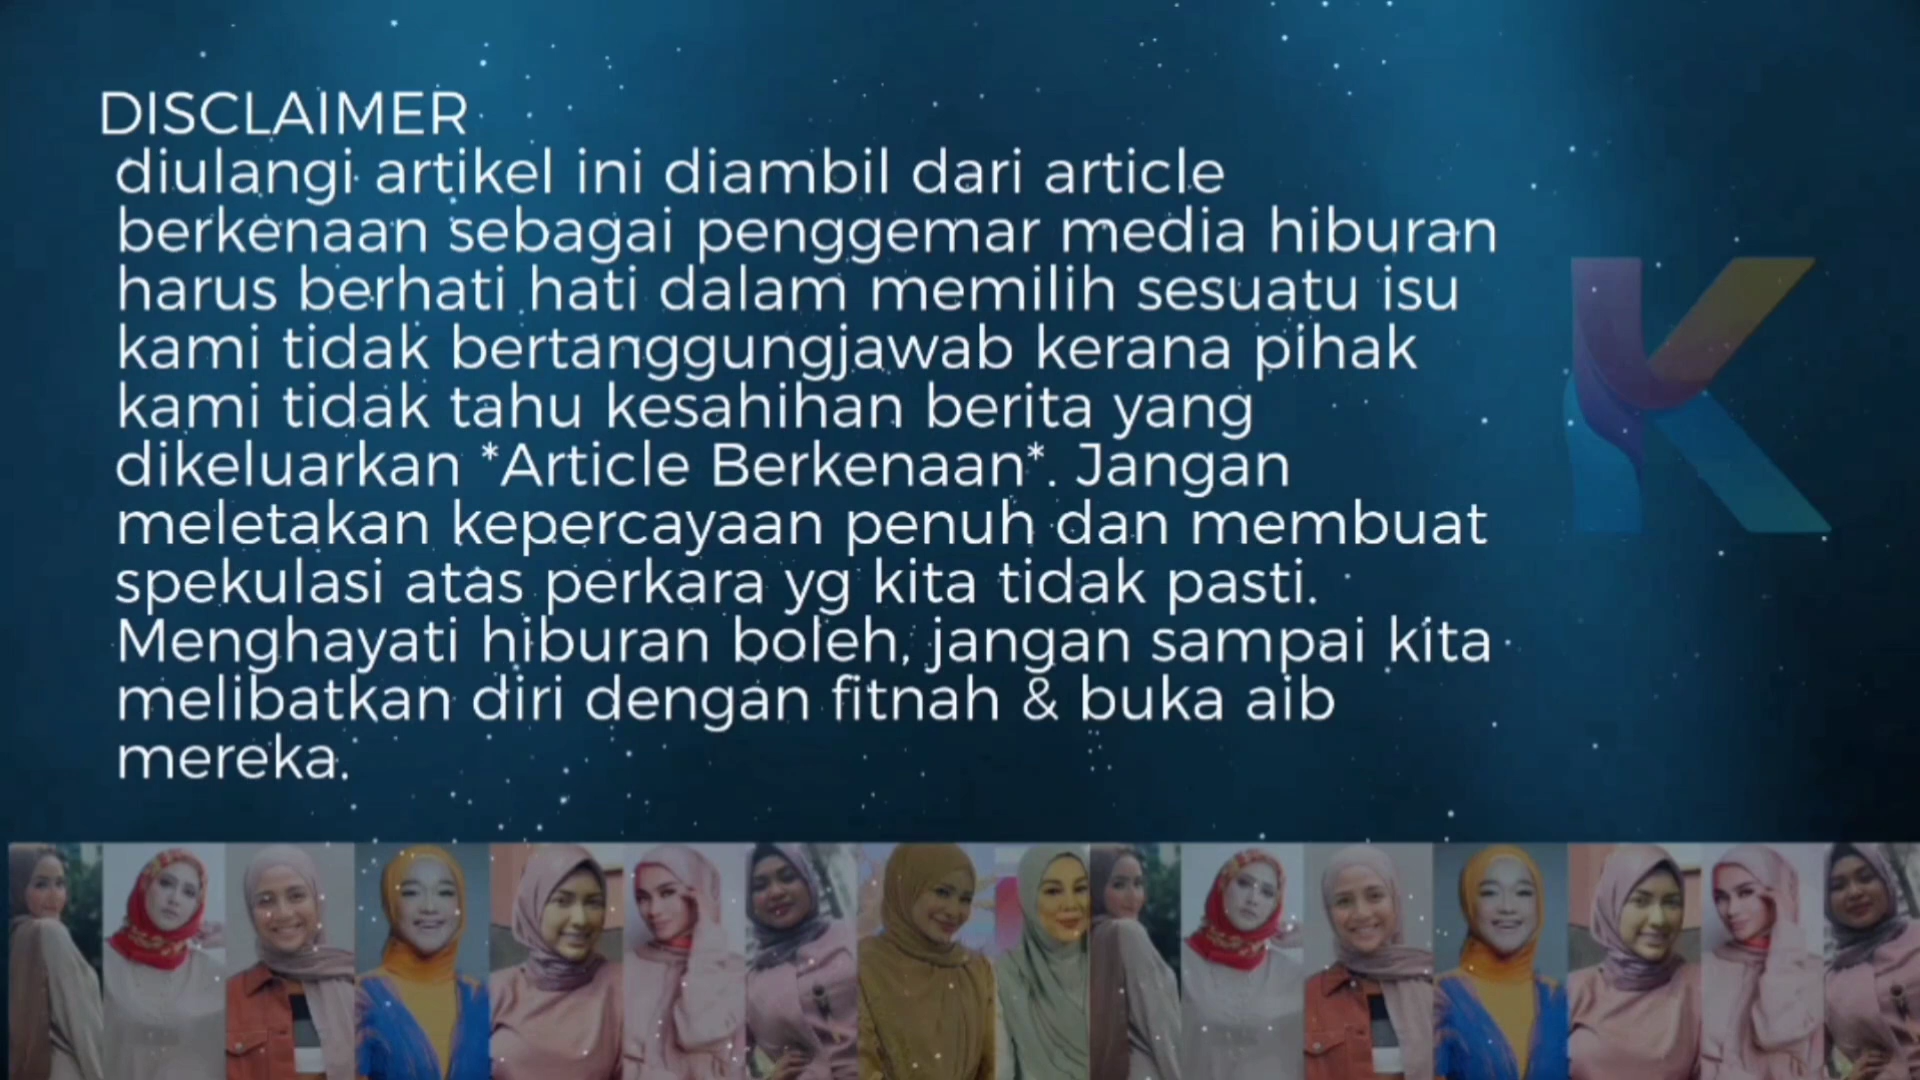 DISCLAIMER
diulangi artikel ini diambil dari article
berkenaan sebagai penggemar media hiburan
harus berhati hati dalam memilih sesuatu isu
kami tidak bertanggungjawab kerana pihak
kami tidak tahu kesahihan berita yang
dikeluarkan *Article Berkenaan*. Jangan
meletakan kepercayaan penuh dan membuat
spekulasi atas perkara yg kita tidak pasti.
Menghayati hiburan boleh, jangan sampai kita
melibatkan diri dengan fitnah & buka aib
mereka.
K